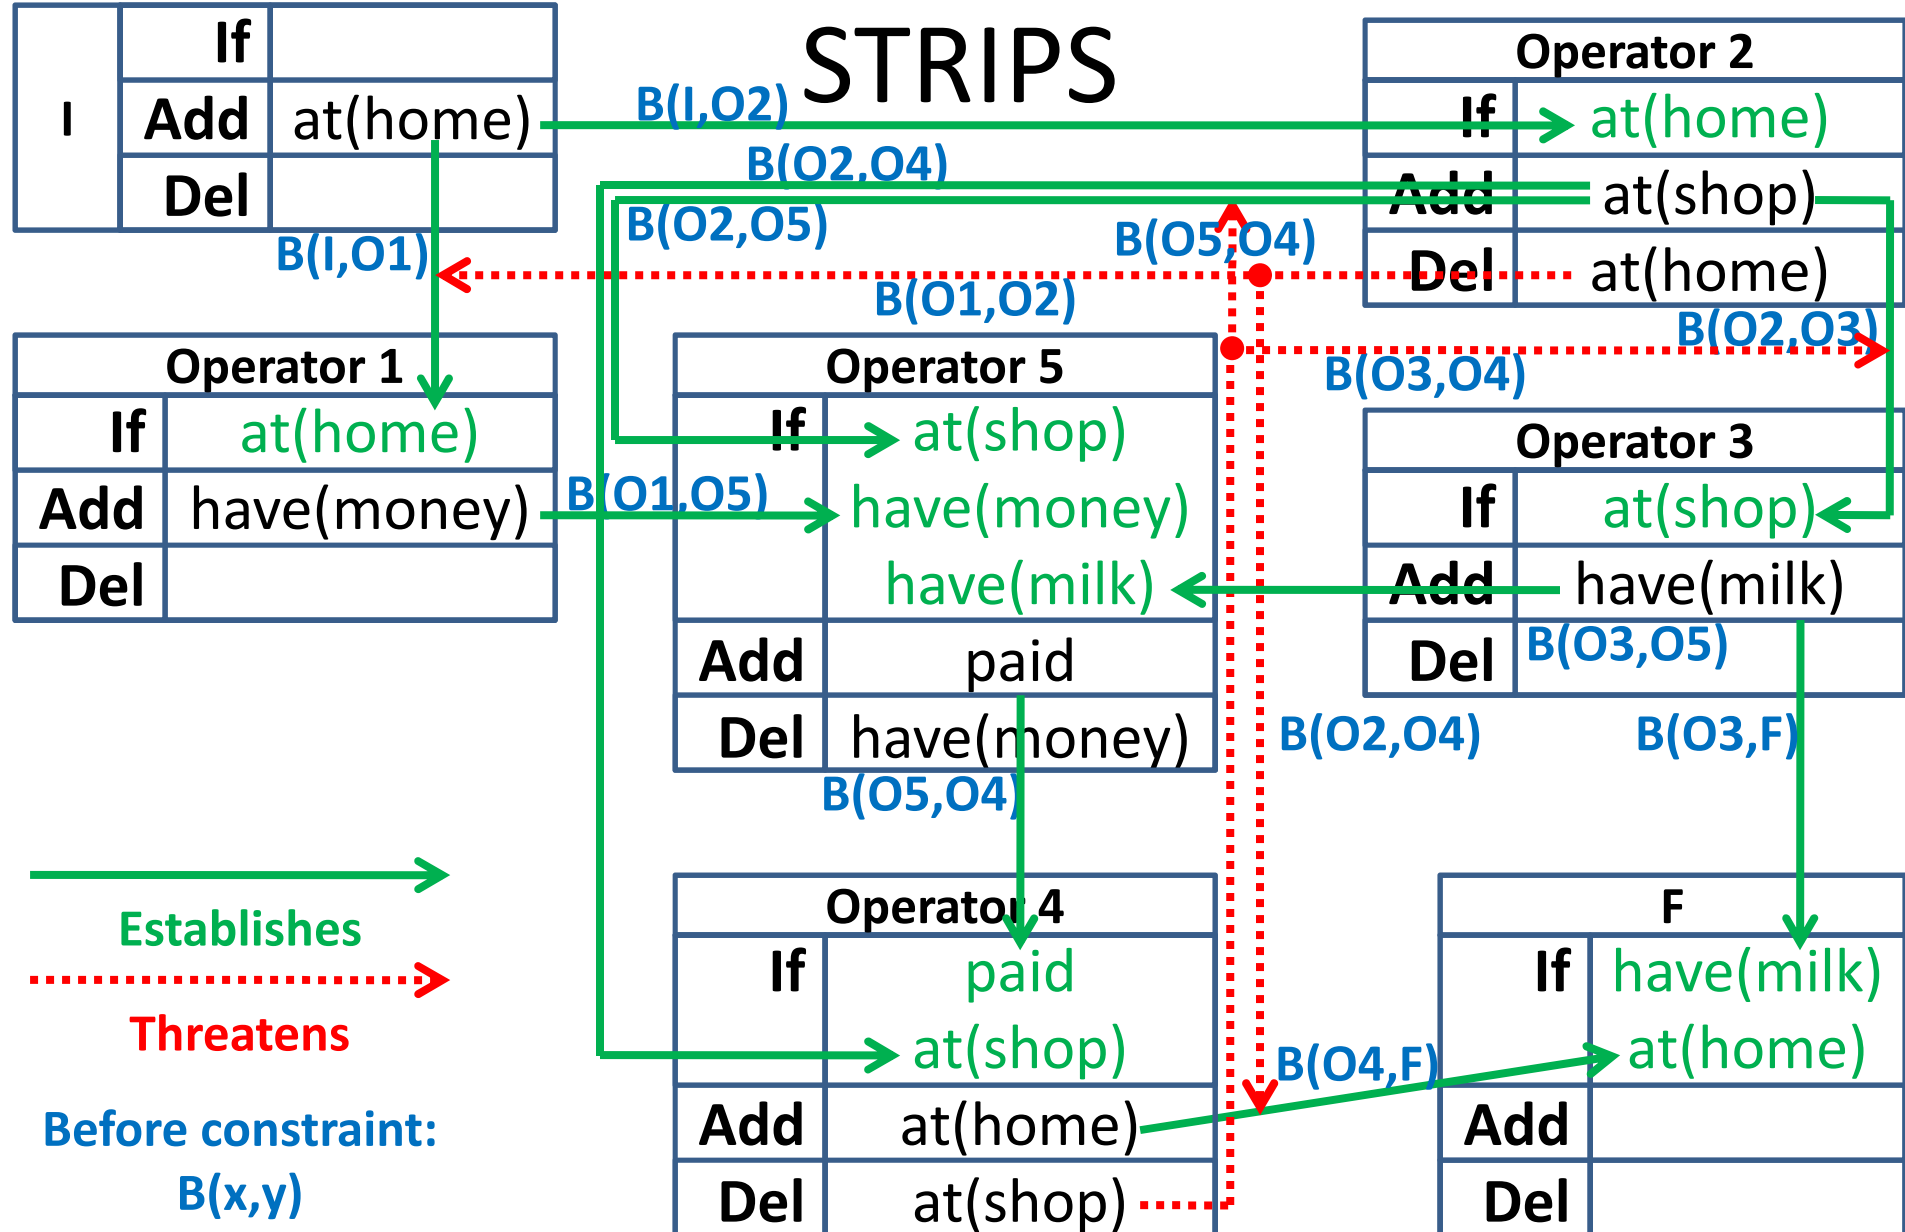 STRIPS
I
If
Add at(home)
Del
B(I,O2)
B(O2,O4)
B(O2,O5)
B(I,O1)
B(O5,O4)
B(O1,O2)
Operator 2
If at(home)
Add at(shop)
Del at(home)
B(O2,O3)
B(O3,O4)
Operator 1
If at(home)
Add have(money)
Del
B(O1,O5)
Operator 5
If at(shop)
have(money)
have(milk)
Add paid
Del have(money)
B(O5,O4)
Operator 3
If at(shop)
Add have(milk)
Del
B(O3,O5)
B(O2,O4)
B(O3,F)
Establishes
Threatens
Before constraint:
B(x,y)
Operator 4
If paid
at(shop)
Add at(home)
Del at(shop)
B(O4,F)
F
If have(milk)
at(home)
Add
Del